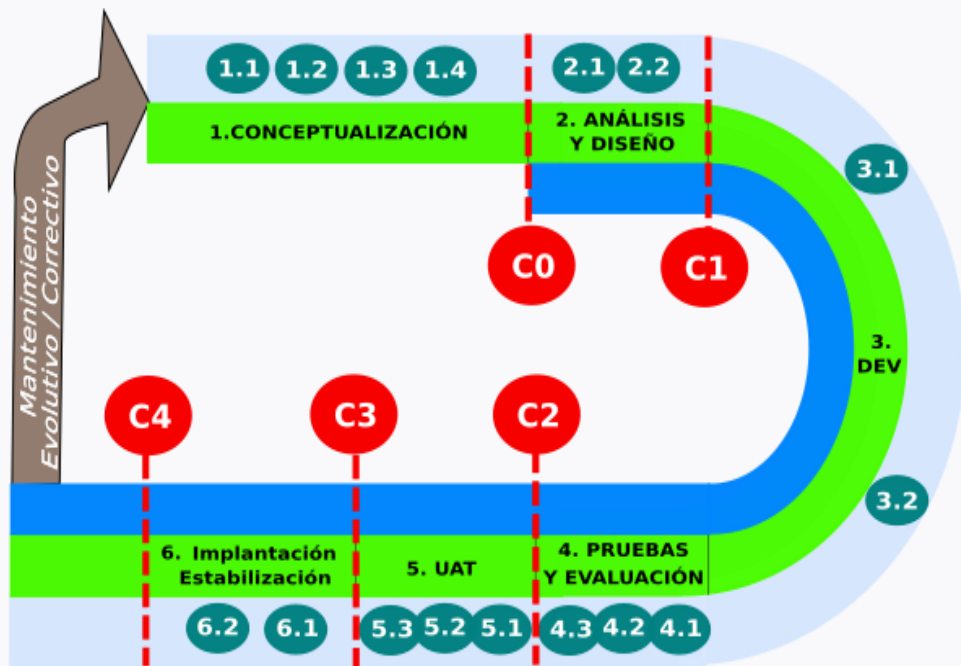 1.1 1.2 1.3 1.4
2.1 2.2
1.CONCEPTUALIZACIÓN
2. ANÁLISIS
Y DISEÑO
3.1
C0
C1
3.
DEV
3.2
Mantenimiento
Evolutivo / Correctivo
C4
C3
C2
6. Implantación
Estabilización
5. UAT
4. PRUEBAS
Y EVALUACIÓN
6.2 6.1
5.3 5.2 5.1
4.3 4.2 4.1